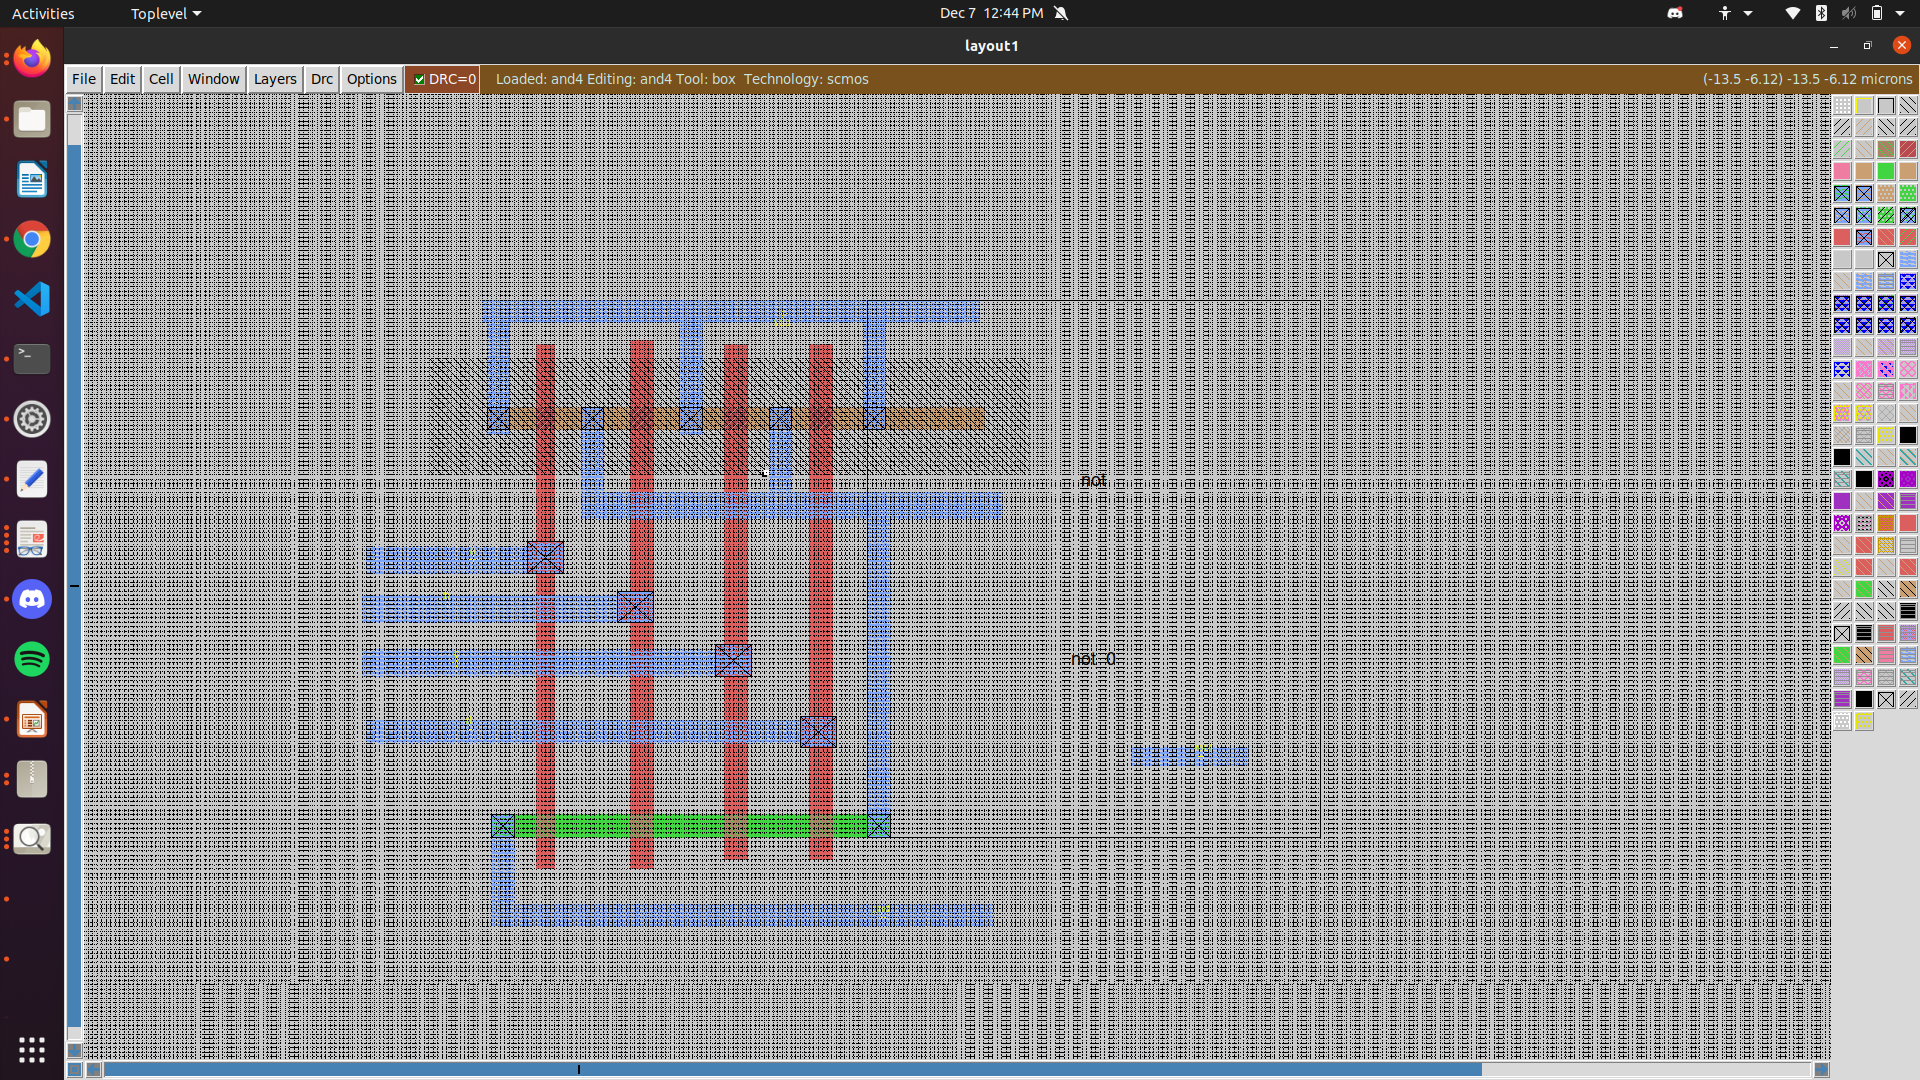 Activities
Toplevel
Dec 7 12:44 PM
layout1
File Edit Cell Window Layers Drc Options DRC=0 Loaded: and4 Editing: and4 Tool: box Technology: scmos (-13.5 -6.12) -13.5 -6.12 microns
not
not_0